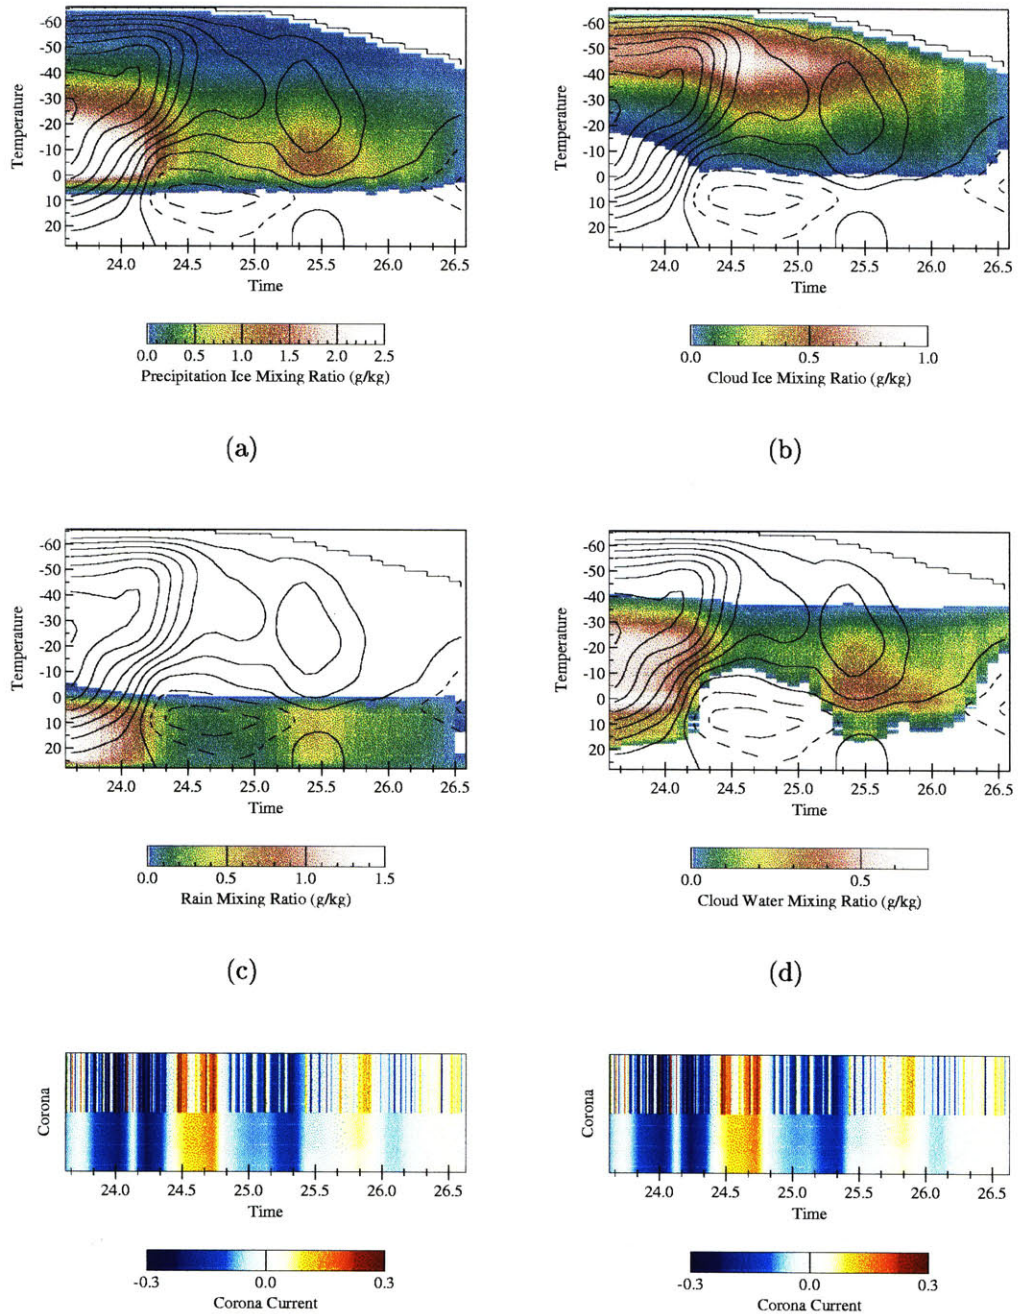 -60
-50
-40
-30
-20
-10
0
10
20
Temperature
24.0 24.5 25.0 25.5 26.0 26.5
Time
0.0 0.5 1.0 1.5 2.0 2.5
Precipitation Ice Mixing Ratio (g/kg)
(a)
-60
-50
-40
-30
-20
-10
0
10
20
Temperature
24.0 24.5 25.0 25.5 26.0 26.5
Time
0.0 0.5 1.0
Cloud Ice Mixing Ratio (g/kg)
(b)
-60
-50
-40
-30
-20
-10
0
10
20
Temperature
24.0 24.5 25.0 25.5 26.0 26.5
Time
0.0 0.5 1.0 1.5
Rain Mixing Ratio (g/kg)
(c)
-60
-50
-40
-30
-20
-10
0
10
20
Temperature
24.0 24.5 25.0 25.5 26.0 26.5
Time
0.0 0.5
Cloud Water Mixing Ratio (g/kg)
(d)
Corona
24.0 24.5 25.0 25.5 26.0 26.5
Time
-0.3 0.0 0.3
Corona Current
Corona
24.0 24.5 25.0 25.5 26.0 26.5
Time
-0.3 0.0 0.3
Corona Current